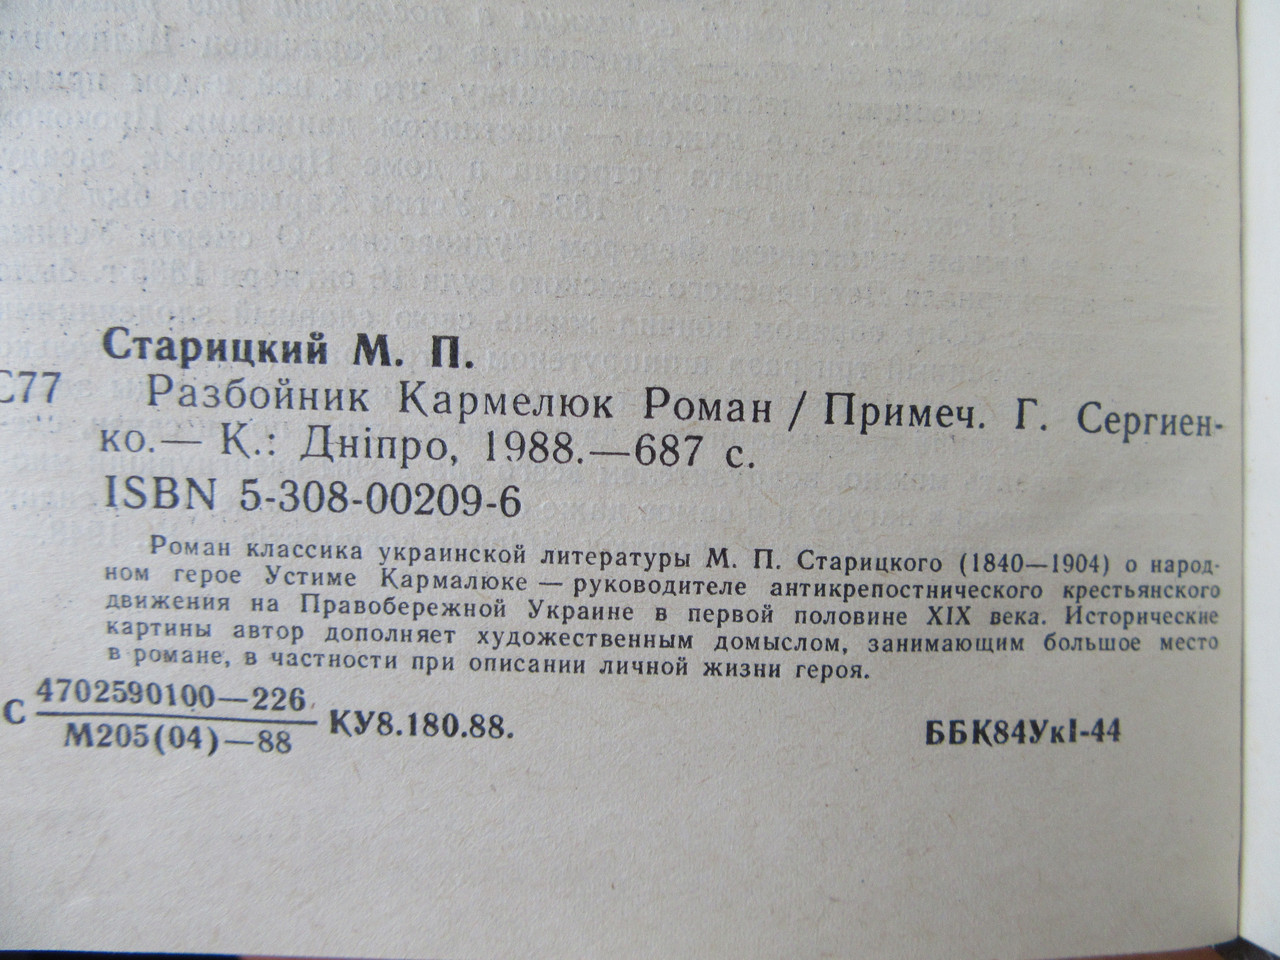 Старицкий М. П.
С77 Разбойник Кармелюк Роман / Примеч. Г. Сергиен-
ко.— К.: Дніпро, 1988.—687 с.
ISBN 5-308-00209-6
Роман классика украинской литературы М. П. Старицкого (1840—1904) о народ-
ном герое Устиме Кармалюке — руководителе антикрепостнического крестьянского
движения на Правобережной Украине в первой половине XIX века. Исторические
картины автор дополняет художественным домыслом, занимающим большое место
в романе, в частности при описании личной жизни героя.
С 4702590100—226
М205(04)—88 КУ8.180.88. ББК84УкІ-44